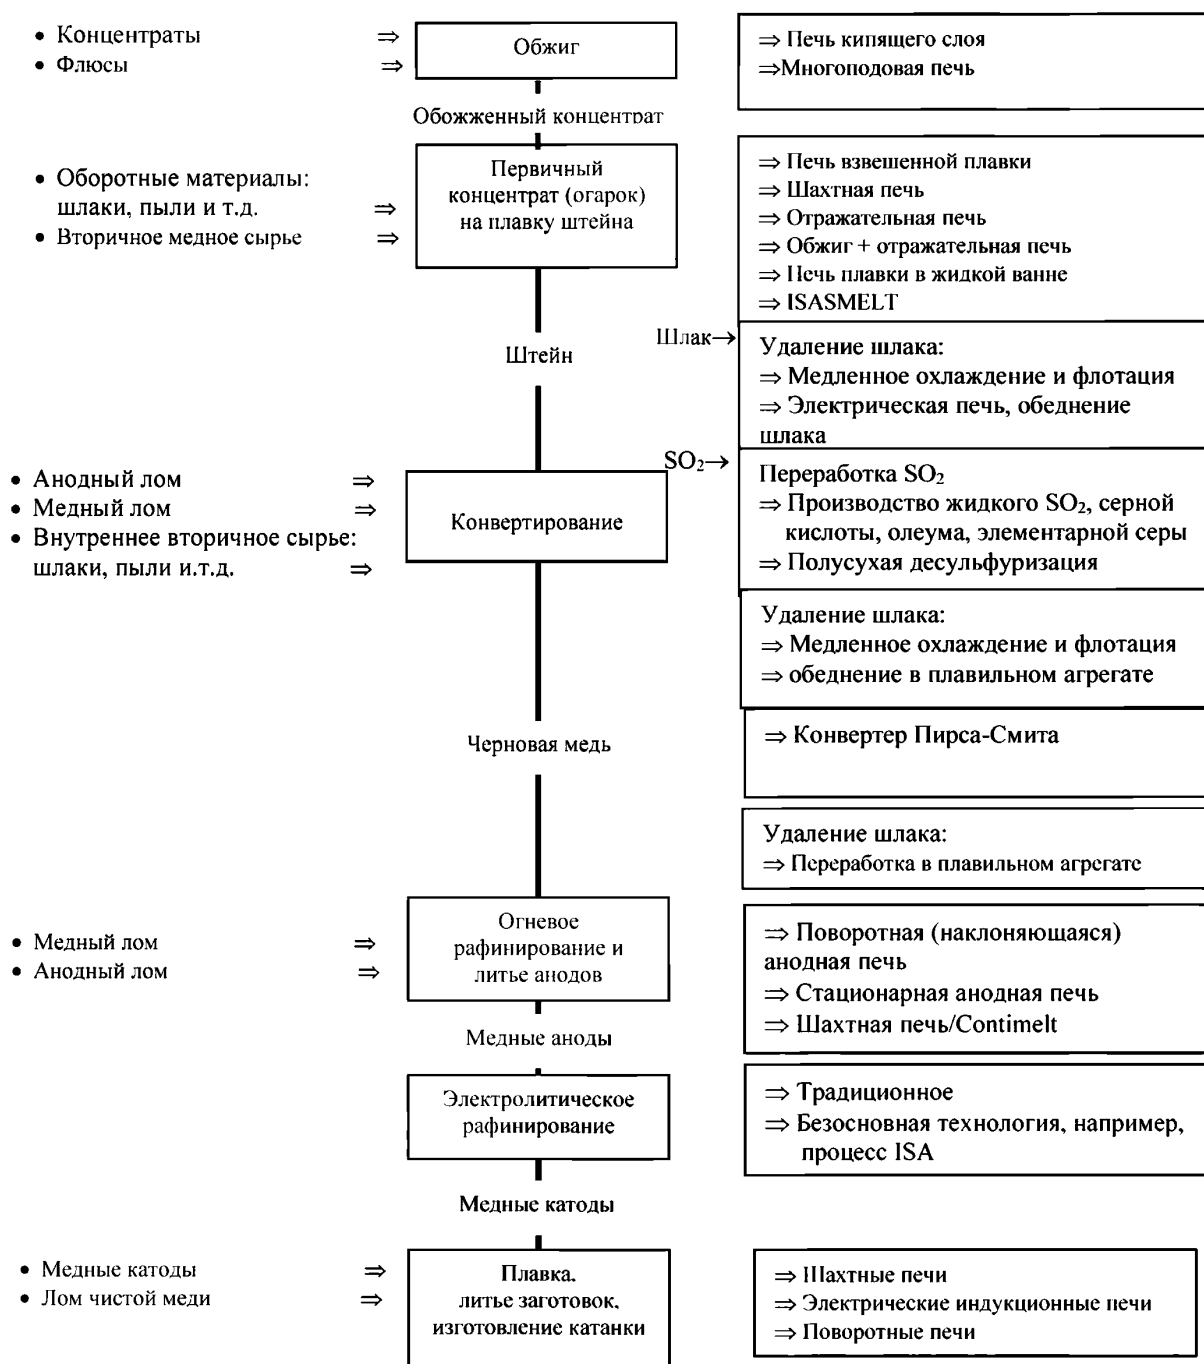 • Концентраты ⇒
• Флюсы ⇒
Обжиг
⇒ Печь кипящего слоя
⇒Многоподовая печь
Обожженный концентрат
• Оборотные материалы:
шлаки, пыли и т.д. ⇒
• Вторичное медное сырье ⇒
Первичный
концентрат (огарок)
на плавку штейна
⇒ Печь взвешенной плавки
⇒ Шахтная печь
⇒ Отражательная печь
⇒ Обжиг + отражательная печь
⇒ Печь плавки в жидкой ванне
⇒ ISASMELT
Штейн
Шлак→
Удаление шлака:
⇒ Медленное охлаждение и флотация
⇒ Электрическая печь, обеднение
шлака
• Анодный лом ⇒
• Медный лом ⇒
• Внутреннее вторичное сырье:
шлаки, пыли и.т.д. ⇒
Конвертирование
SO₂→
Переработка SO₂
⇒ Производство жидкого SO₂, серной
кислоты, олеума, элементарной серы
⇒ Полусухая десульфуризация
Удаление шлака:
⇒ Медленное охлаждение и флотация
⇒ обеднение в плавильном агрегате
Черновая медь
⇒ Конвертер Пирса-Смита
Удаление шлака:
⇒ Переработка в плавильном агрегате
• Медный лом ⇒
• Анодный лом ⇒
Огневое
рафинирование и
литье анодов
⇒ Поворотная (наклоняющаяся)
анодная печь
⇒ Стационарная анодная печь
⇒ Шахтная печь/Contimelt
Медные аноды
Электролитическое
рафинирование
⇒ Традиционное
⇒ Безосновная технология, например,
процесс ISA
Медные катоды
• Медные катоды ⇒
• Лом чистой меди ⇒
Плавка,
литье заготовок,
изготовление катанки
⇒ Шахтные печи
⇒ Электрические индукционные печи
⇒ Поворотные печи